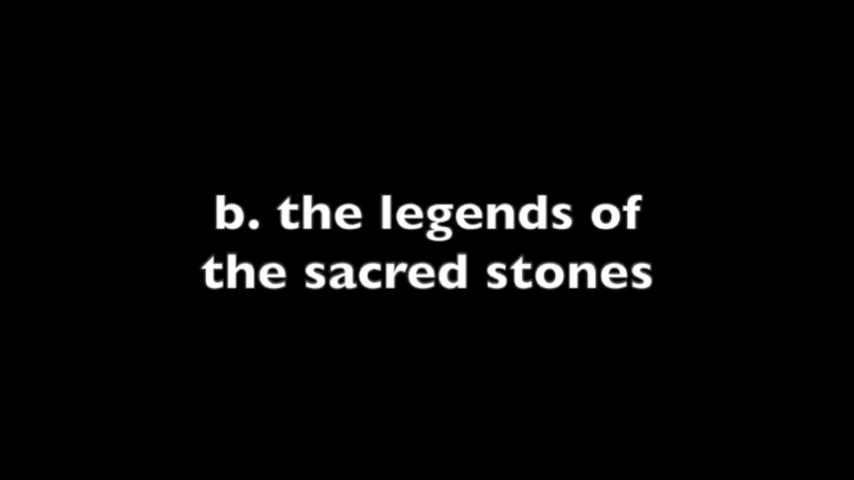 b. the legends of
the sacred stones